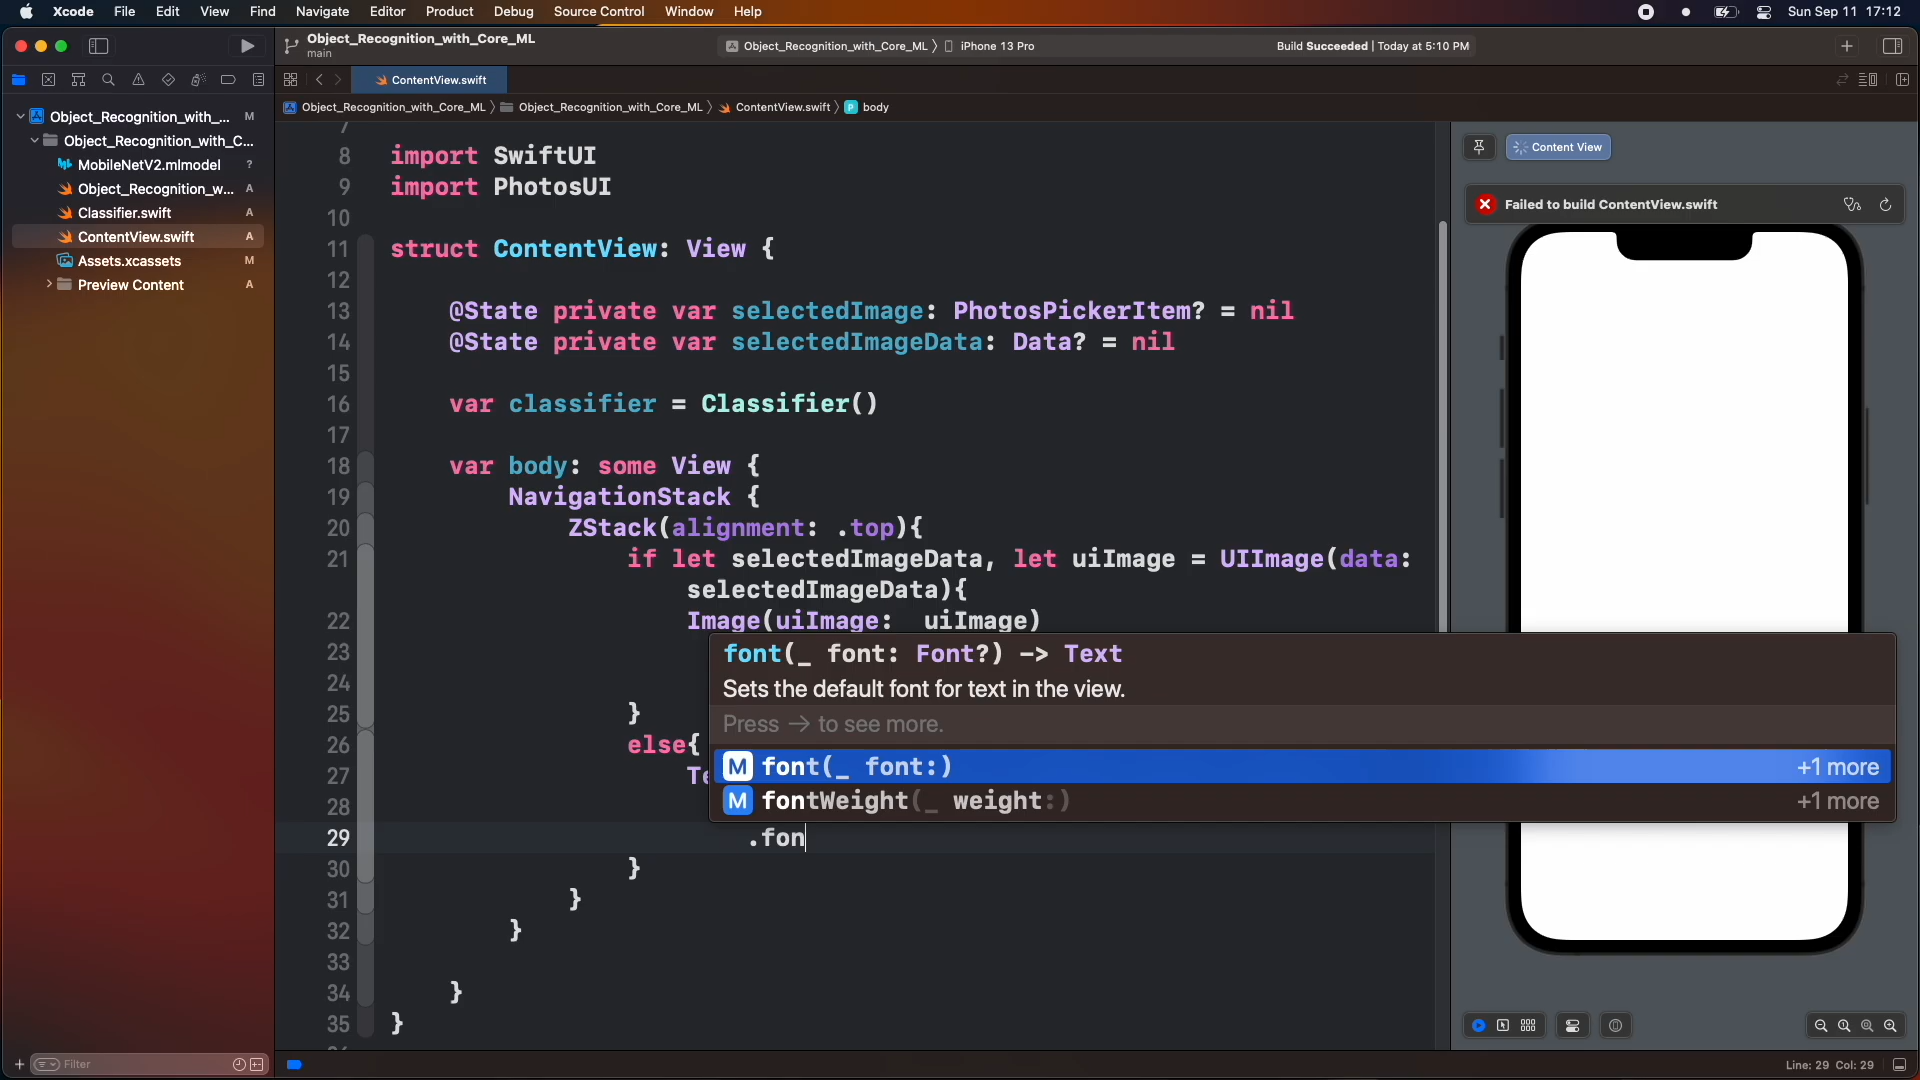 Xcode File Edit View Find Navigate Editor Product Debug Source Control Window Help Sun Sep 11 17:12
Object_Recognition_with_Core_ML
main
Object_Recognition_with_Core_ML iPhone 13 Pro
Build Succeeded | Today at 5:10 PM
ContentView.swift
Object_Recognition_with_Core_ML Object_Recognition_with_Core_ML ContentView.swift P body
Object_Recognition_with_... M
Object_Recognition_with_C...
MobileNetV2.mlmodel ?
Object_Recognition_w... A
Classifier.swift A
ContentView.swift A
Assets.xcassets M
Preview Content A
Filter
7
8 import SwiftUI
9 import PhotosUI
10
11 struct ContentView: View {
12
13 @State private var selectedImage: PhotosPickerItem? = nil
14 @State private var selectedImageData: Data? = nil
15
16 var classifier = Classifier()
17
18 var body: some View {
19 NavigationStack {
20 ZStack(alignment: .top){
21 if let selectedImageData, let uiImage = UIImage(data:
selectedImageData){
22 Image(uiImage: uiImage)
23
24
25 }
26 else{
27 Te
28
29 .fon
30 }
31 }
32 }
33
34 }
35 }
font(_ font: Font?) -> Text
Sets the default font for text in the view.
Press → to see more.
M font(_ font:) +1 more
M fontWeight(_ weight:) +1 more
Content View
Failed to build ContentView.swift
Line: 29 Col: 29